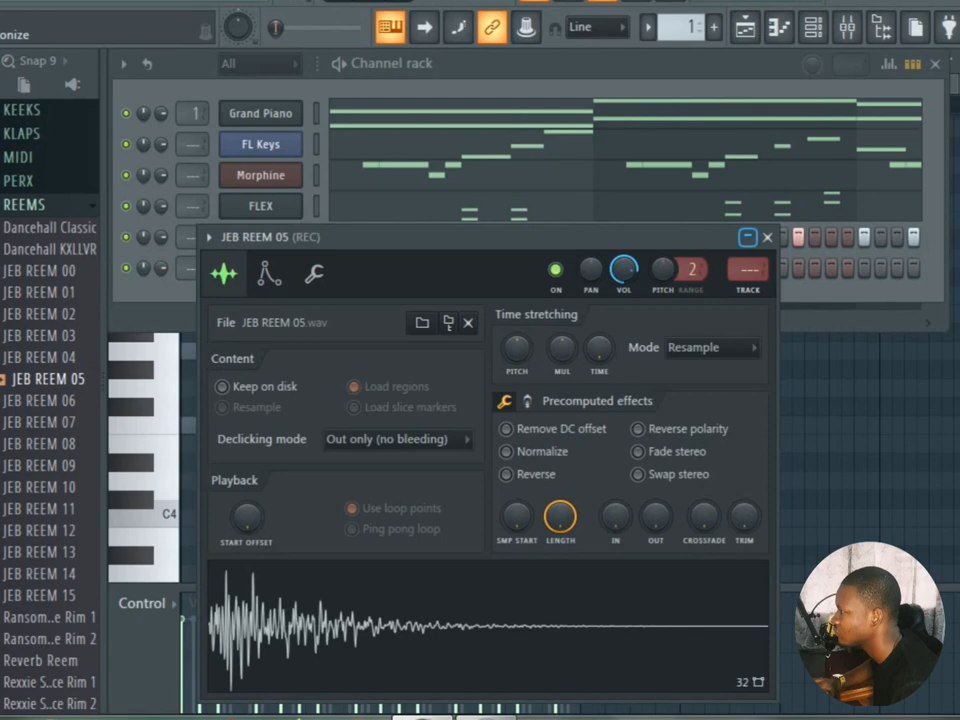 onize
Line
1
Snap 9
All
Channel rack
KEEKS
KLAPS
MIDI
PERX
REEMS
Dancehall Classic
Dancehall KXLLVR
JEB REEM 00
JEB REEM 01
JEB REEM 02
JEB REEM 03
JEB REEM 04
JEB REEM 05
JEB REEM 06
JEB REEM 07
JEB REEM 08
JEB REEM 09
JEB REEM 10
JEB REEM 11
JEB REEM 12
JEB REEM 13
JEB REEM 14
JEB REEM 15
Ransom..e Rim 1
Ransom..e Rim 2
Reverb Reem
Rexxie S..ce Rim 1
Rexxie S..ce Rim 2
1 Grand Piano
--- FL Keys
--- Morphine
--- FLEX
JEB REEM 05 (REC)
2
---
ON PAN VOL PITCH RANGE TRACK
File JEB REEM 05.wav
Content
Keep on disk
Load regions
Resample
Load slice markers
Declicking mode Out only (no bleeding)
Playback
START OFFSET
Use loop points
Ping pong loop
Time stretching
PITCH MUL TIME
Mode Resample
Precomputed effects
Remove DC offset
Reverse polarity
Normalize
Fade stereo
Reverse
Swap stereo
SMP START LENGTH IN OUT CROSSFADE TRIM
32
C4
Control